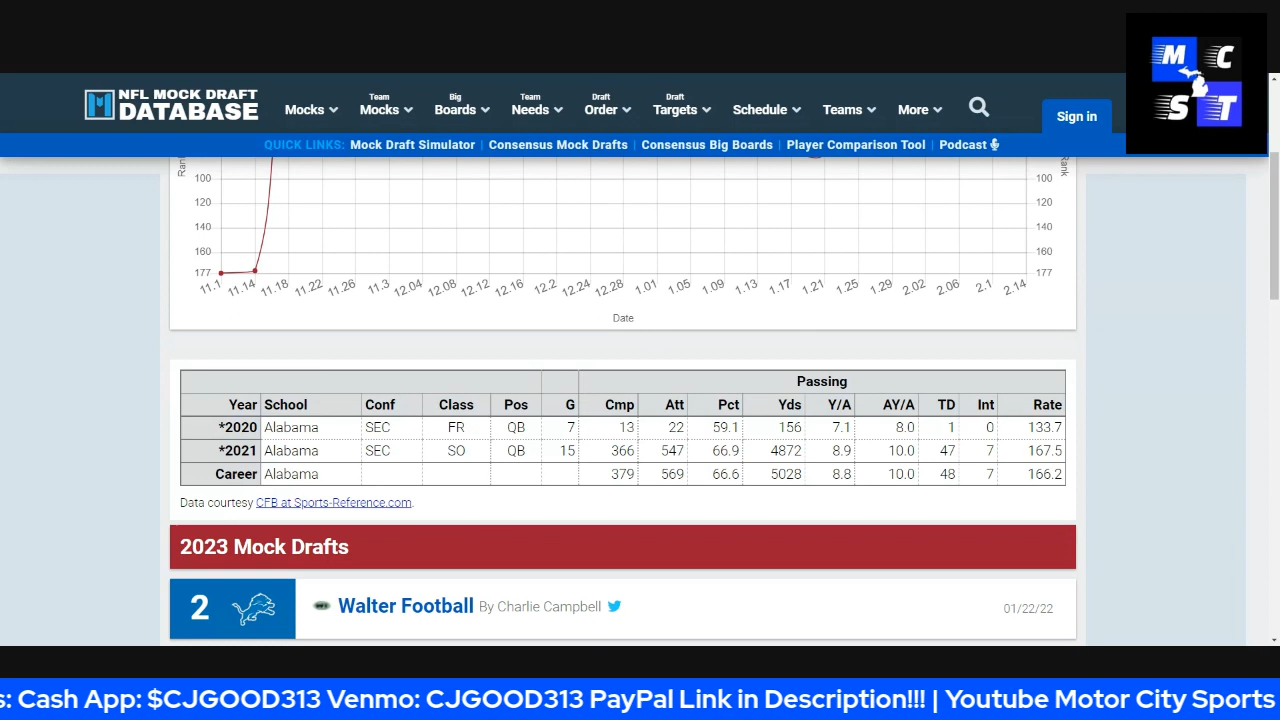 M C
S T
NFL MOCK DRAFT
DATABASE
Mocks
Team
Mocks
Big
Boards
Team
Needs
Draft
Order
Draft
Targets
Schedule
Teams
More
Sign in
QUICK LINKS: Mock Draft Simulator | Consensus Mock Drafts | Consensus Big Boards | Player Comparison Tool | Podcast
Rank
Rank
100 100
120 120
140 140
160 160
177 177
11.1 11.14 11.18 11.22 11.26 11.3 12.04 12.08 12.12 12.16 12.2 12.24 12.28 1.01 1.05 1.09 1.13 1.17 1.21 1.25 1.29 2.02 2.06 2.1 2.14
Date
Passing
Year School Conf Class Pos G Cmp Att Pct Yds Y/A AY/A TD Int Rate
*2020 Alabama SEC FR QB 7 13 22 59.1 156 7.1 8.0 1 0 133.7
*2021 Alabama SEC SO QB 15 366 547 66.9 4872 8.9 10.0 47 7 167.5
Career Alabama 379 569 66.6 5028 8.8 10.0 48 7 166.2
Data courtesy CFB at Sports-Reference.com.
2023 Mock Drafts
2 Walter Football By Charlie Campbell 01/22/22
s: Cash App: $CJGOOD313 Venmo: CJGOOD313 PayPal Link in Description!!! | Youtube Motor City Sports